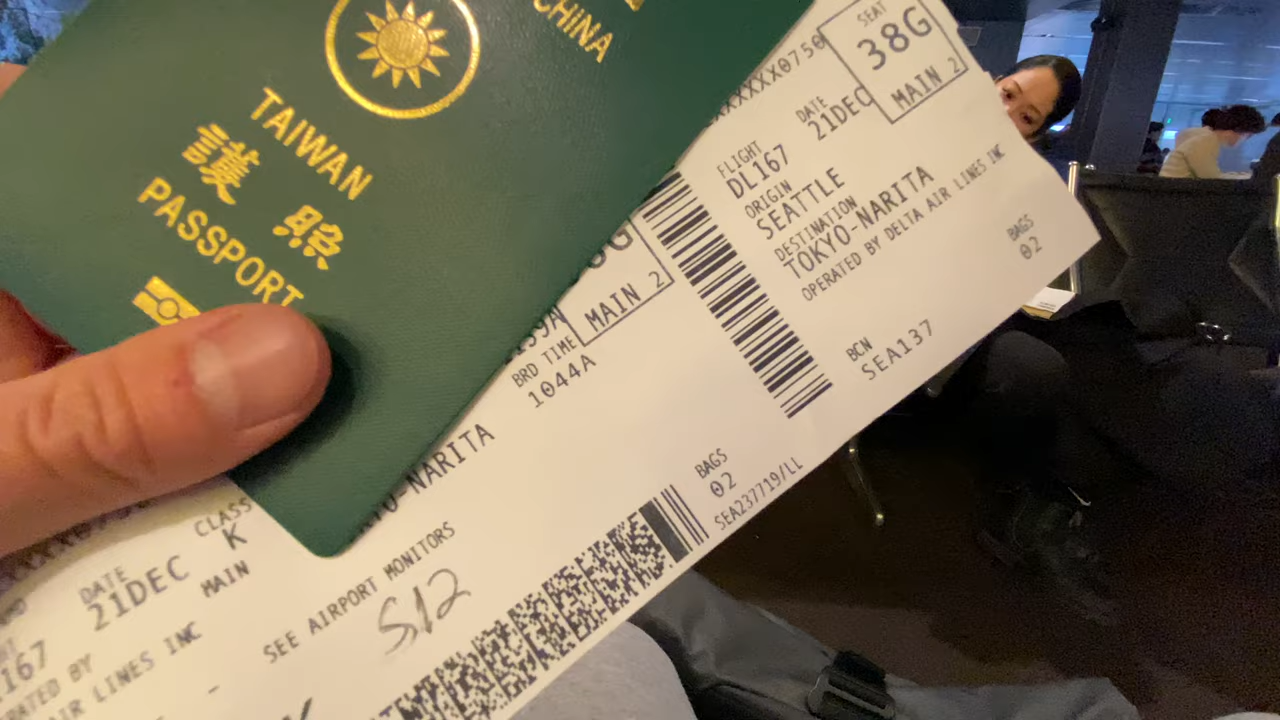 CHINA
TAIWAN
護照
PASSPORT
SEAT
38G
MAIN 2
XXXXX0750
FLIGHT
DL167
DATE
21DEC
ORIGIN
SEATTLE
DESTINATION
TOKYO-NARITA
OPERATED BY DELTA AIR LINES INC
BAGS
02
BCN
SEA137
MAIN 2
BRD TIME
1044A
-NARITA
SEE AIRPORT MONITORS
S12
BAGS
02
SEA237719/LL
DATE
21DEC
CLASS
K
MAIN
167
BY
LINES INC